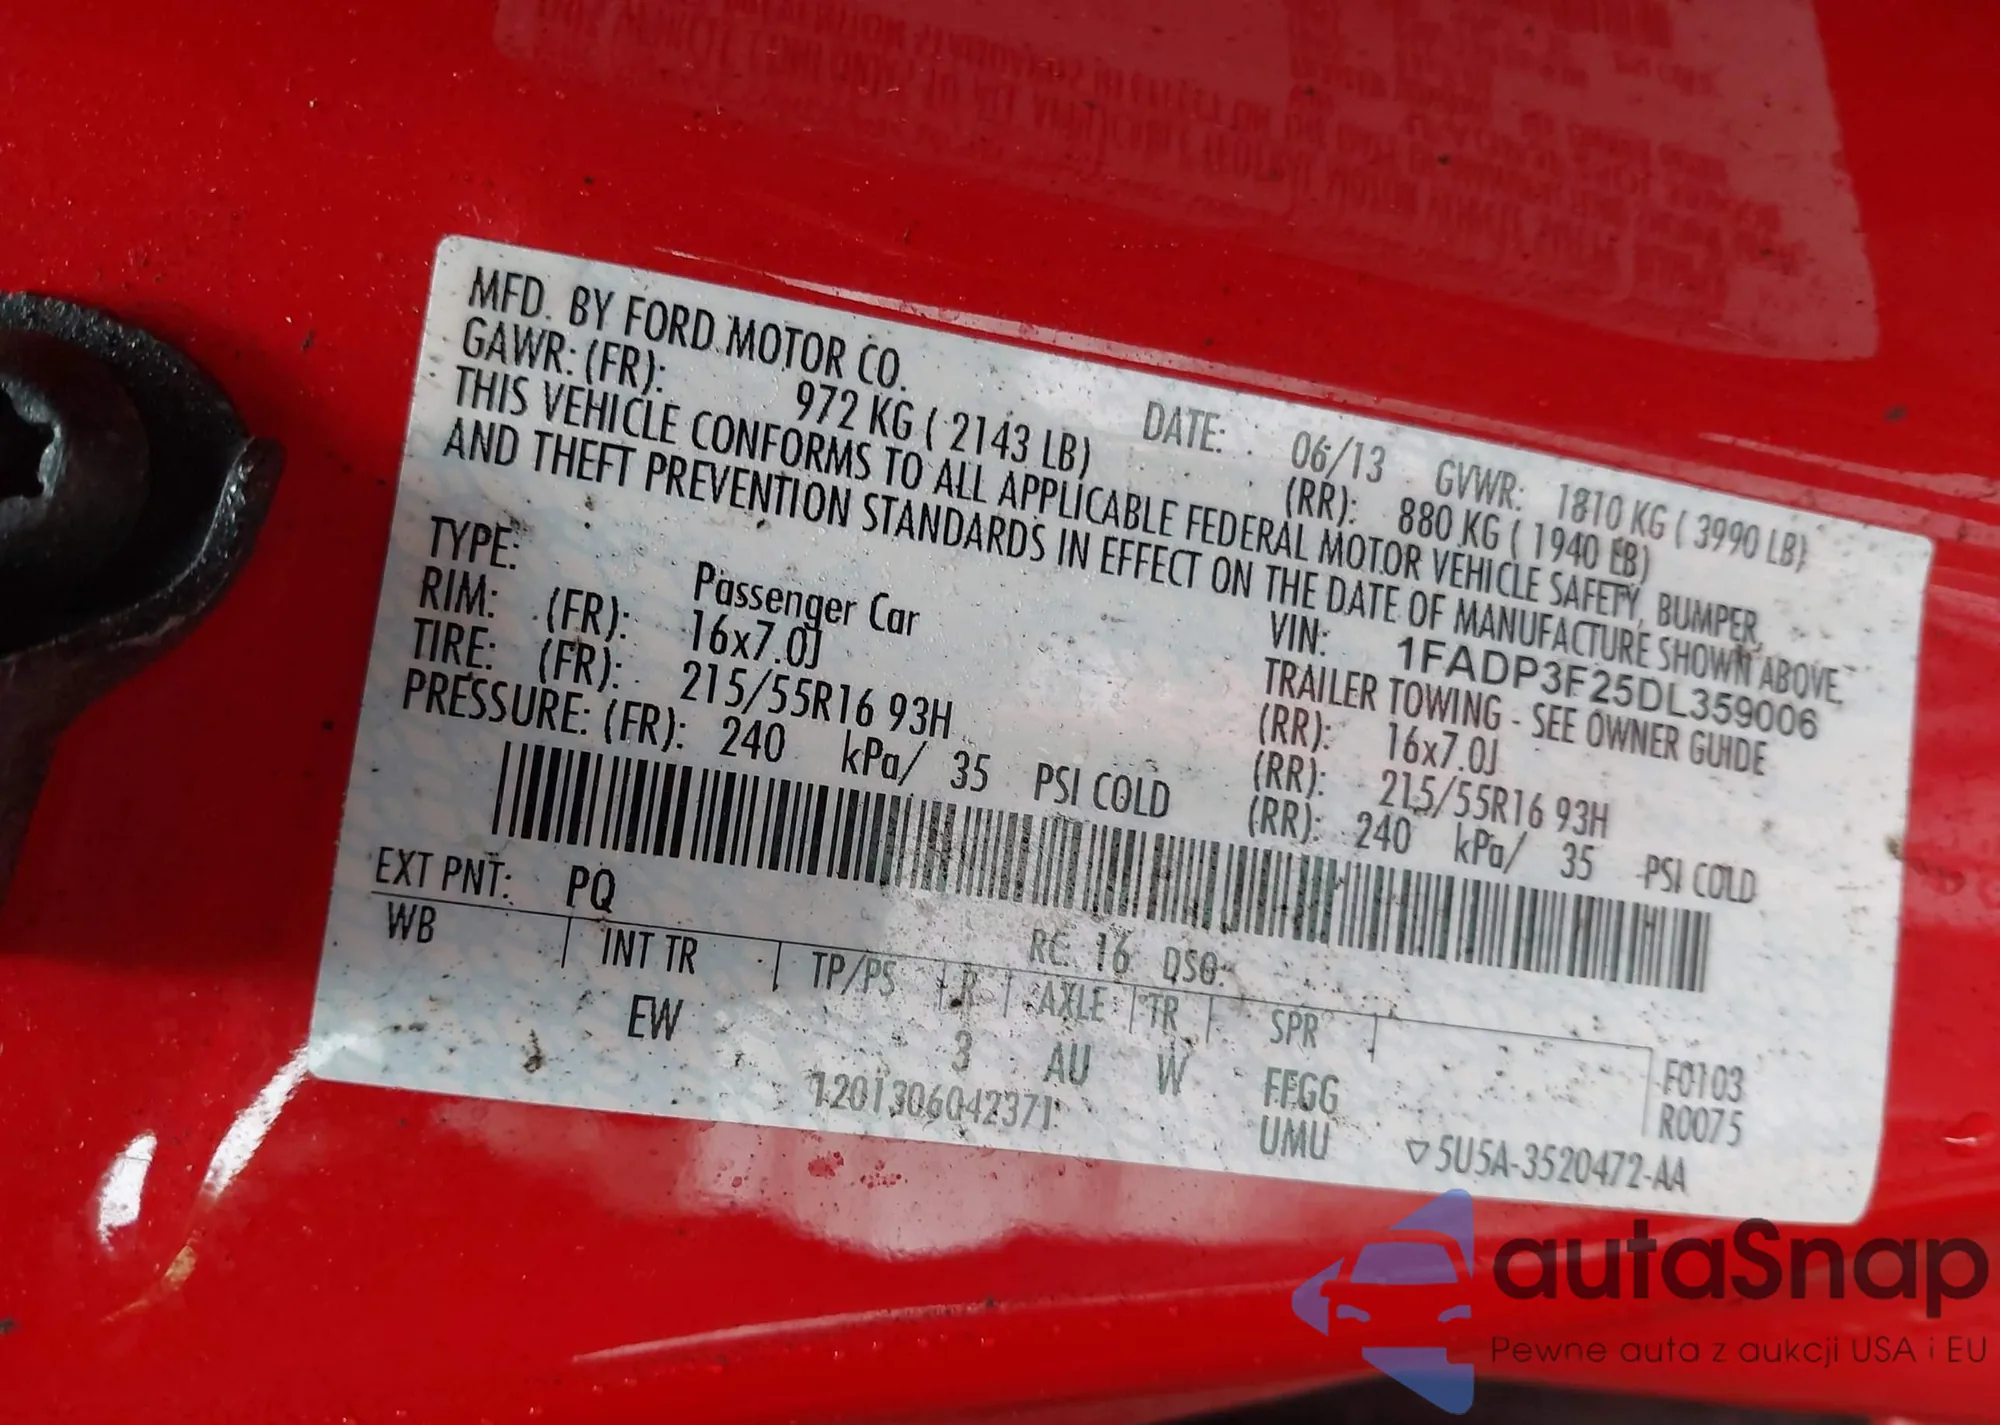 MFD. BY FORD MOTOR CO.
DATE: 06/13 GVWR: 1810 KG ( 3990 LB)
GAWR: (FR): 972 KG ( 2143 LB) (RR): 880 KG ( 1940 LB)
THIS VEHICLE CONFORMS TO ALL APPLICABLE FEDERAL MOTOR VEHICLE SAFETY, BUMPER,
AND THEFT PREVENTION STANDARDS IN EFFECT ON THE DATE OF MANUFACTURE SHOWN ABOVE.
VIN: 1FADP3F25DL359006
TYPE: Passenger Car TRAILER TOWING - SEE OWNER GUIDE
RIM: (FR): 16x7.0J (RR): 16x7.0J
TIRE: (FR): 215/55R16 93H (RR): 215/55R16 93H
PRESSURE: (FR): 240 kPa/ 35 PSI COLD (RR): 240 kPa/ 35 PSI COLD
EXT PNT: PQ RC: 16 DSO:
WB INT TR TP/PS R AXLE TR SPR
EW 3 AU W FFGG F0103
1201306042371 UMU R0075
▽5U5A-3520472-AA
autaSnap
Pewne auta z aukcji USA i EU